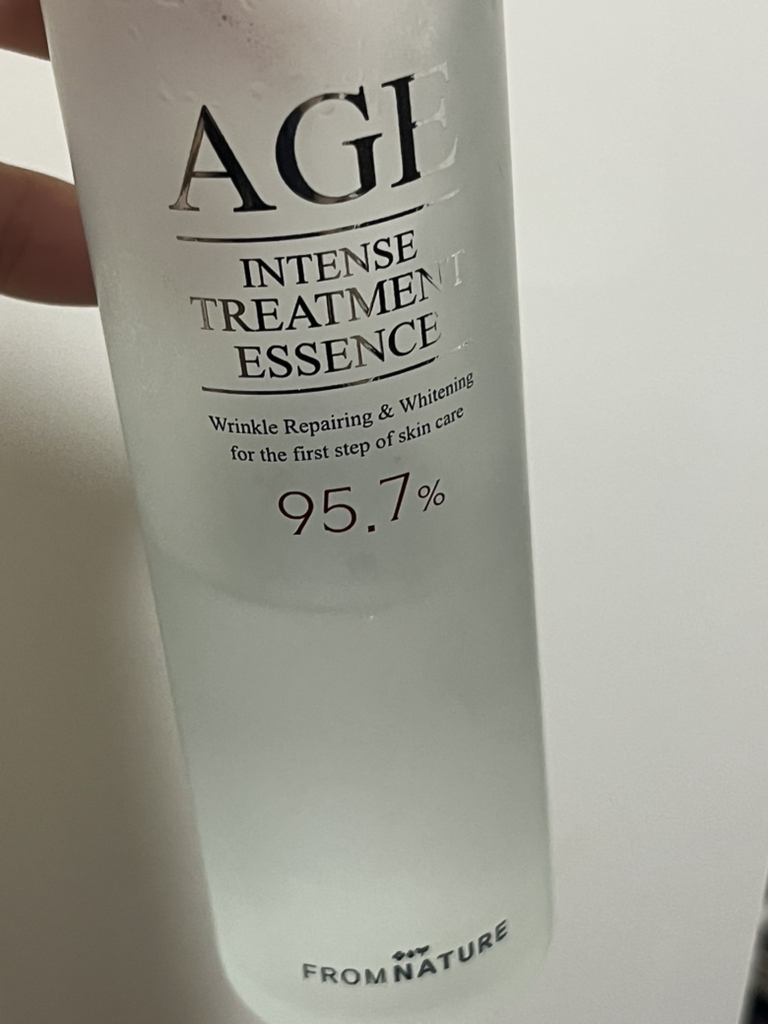 AGE
INTENSE
TREATMENT
ESSENCE
Wrinkle Repairing & Whitening
for the first step of skin care
95.7%
FROMNATURE